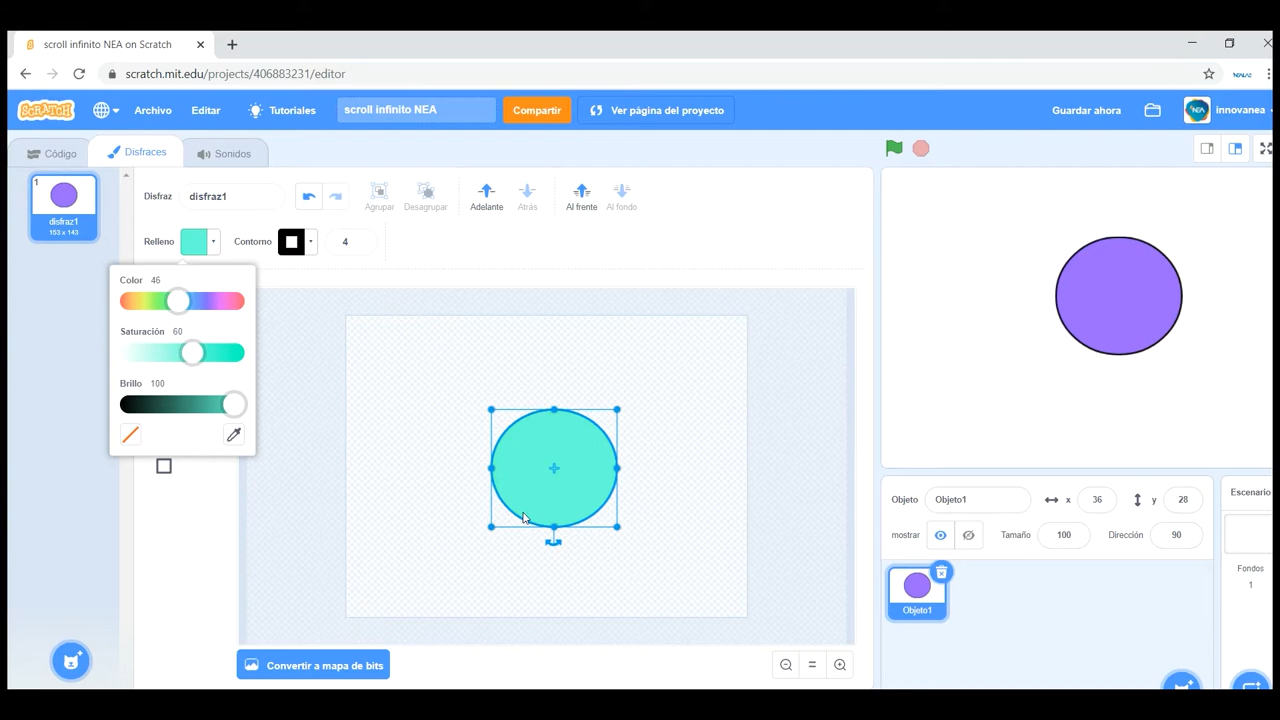 scroll infinito NEA on Scratch
scratch.mit.edu/projects/406883231/editor
SCRATCH
Archivo
Editar
Tutoriales
scroll infinito NEA
Compartir
Ver página del proyecto
Guardar ahora
NEA
innovanea
Código
Disfraces
Sonidos
1
disfraz1
153 x 143
Disfraz
disfraz1
Agrupar
Desagrupar
Adelante
Atrás
Al frente
Al fondo
Relleno
Contorno
4
Color 46
Saturación 60
Brillo 100
Convertir a mapa de bits
Objeto
Objeto1
x
36
y
28
mostrar
Tamaño
100
Dirección
90
Objeto1
Escenario
Fondos
1